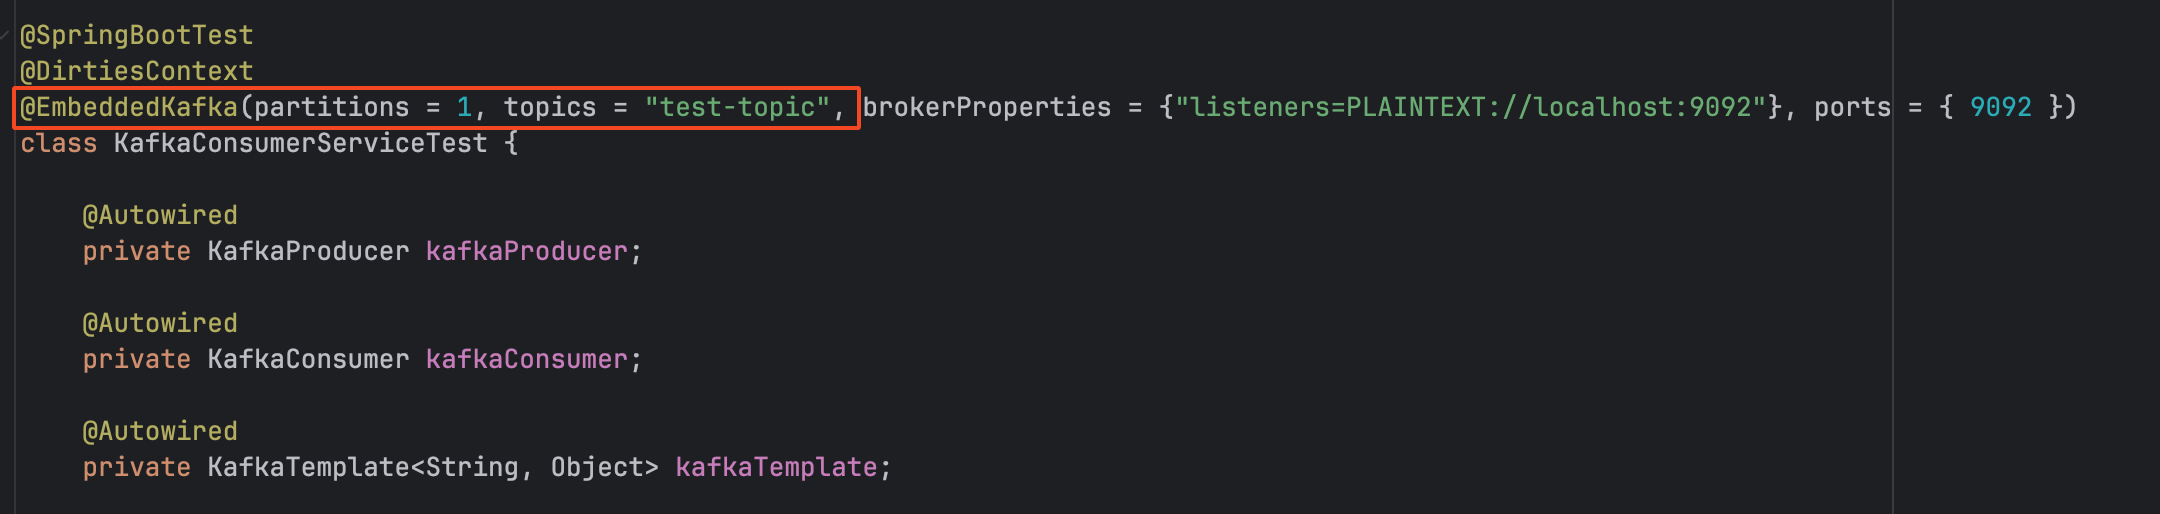 @SpringBootTest
@DirtiesContext
@EmbeddedKafka(partitions = 1, topics = "test-topic", brokerProperties = {"listeners=PLAINTEXT://localhost:9092"}, ports = { 9092 })
class KafkaConsumerServiceTest {
@Autowired
private KafkaProducer kafkaProducer;
@Autowired
private KafkaConsumer kafkaConsumer;
@Autowired
private KafkaTemplate<String, Object> kafkaTemplate;